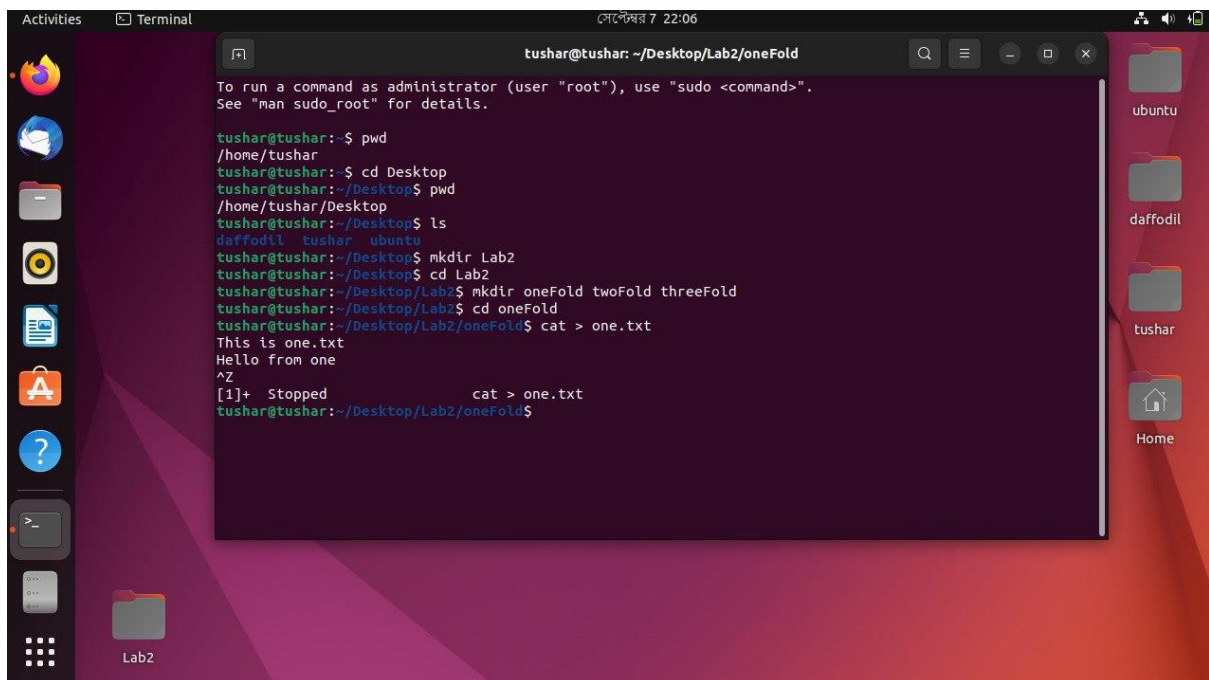 Activities Terminal সেপ্টেম্বর 7 22:06
tushar@tushar: ~/Desktop/Lab2/oneFold
To run a command as administrator (user "root"), use "sudo <command>".
See "man sudo_root" for details.
tushar@tushar:~$ pwd
/home/tushar
tushar@tushar:~$ cd Desktop
tushar@tushar:~/Desktop$ pwd
/home/tushar/Desktop
tushar@tushar:~/Desktop$ ls
daffodil tushar ubuntu
tushar@tushar:~/Desktop$ mkdir Lab2
tushar@tushar:~/Desktop$ cd Lab2
tushar@tushar:~/Desktop/Lab2$ mkdir oneFold twoFold threeFold
tushar@tushar:~/Desktop/Lab2$ cd oneFold
tushar@tushar:~/Desktop/Lab2/oneFold$ cat > one.txt
This is one.txt
Hello from one
^Z
[1]+ Stopped cat > one.txt
tushar@tushar:~/Desktop/Lab2/oneFold$
ubuntu
daffodil
tushar
Home
Lab2